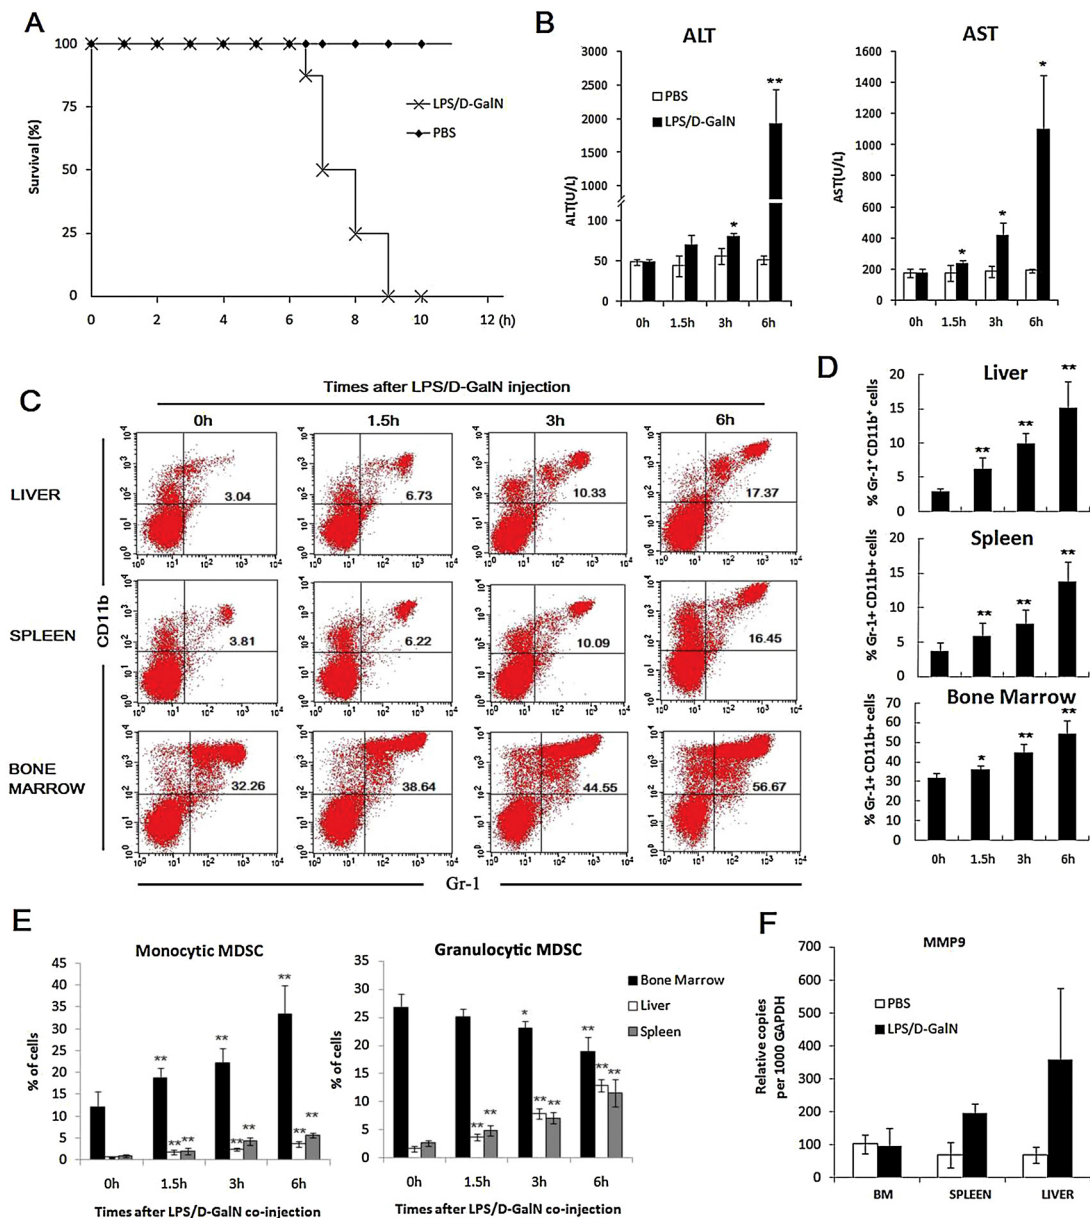 A
100
75
50
25
0
Survival (%)
0 2 4 6 8 10 12 (h)
LPS/D-GalN
PBS
B
ALT
3000
2500
2000
1500
1000
100
50
0
ALT(U/L)
PBS
LPS/D-GalN
* **
0h 1.5h 3h 6h
AST
1600
1400
1200
1000
800
600
400
200
0
AST(U/L)
* * *
0h 1.5h 3h 6h
C
Times after LPS/D-GalN injection
0h 1.5h 3h 6h
CD11b
LIVER
3.04 6.73 10.33 17.37
SPLEEN
3.81 6.22 10.09 16.45
BONE
MARROW
32.26 38.64 44.55 56.67
10⁰ 10¹ 10² 10³ 10⁴
Gr-1
D
Liver
% Gr-1⁺ CD11b⁺ cells
20
15
10
5
0
** ** **
Spleen
% Gr-1+ CD11b+ cells
20
15
10
5
0
** ** **
Bone Marrow
% Gr-1+ CD11b+ cells
70
60
50
40
30
20
10
0
* ** **
0h 1.5h 3h 6h
E
Monocytic MDSC
% of cells
45
40
35
30
25
20
15
10
5
0
** ** ** ** ** ** ** ** **
0h 1.5h 3h 6h
Times after LPS/D-GalN co-injection
Granulocytic MDSC
% of cells
35
30
25
20
15
10
5
0
** ** * ** ** ** ** **
0h 1.5h 3h 6h
Times after LPS/D-GalN co-injection
Bone Marrow
Liver
Spleen
F
MMP9
Relative copies
per 1000 GAPDH
700
600
500
400
300
200
100
0
PBS
LPS/D-GalN
BM SPLEEN LIVER